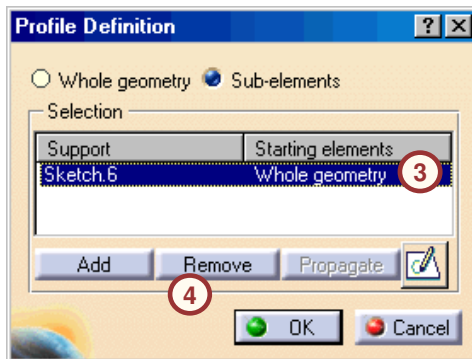 Profile Definition
Whole geometry Sub-elements
Selection
Support Starting elements
Sketch.6 Whole geometry 3
Add Remove Propagate
4
OK Cancel